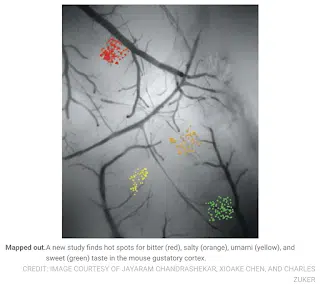 Mapped out.A new study finds hot spots for bitter (red), salty (orange), umami (yellow), and
sweet (green) taste in the mouse gustatory cortex.
CREDIT: IMAGE COURTESY OF JAYARAM CHANDRASHEKAR, XIOAKE CHEN, AND CHARLES
ZUKER